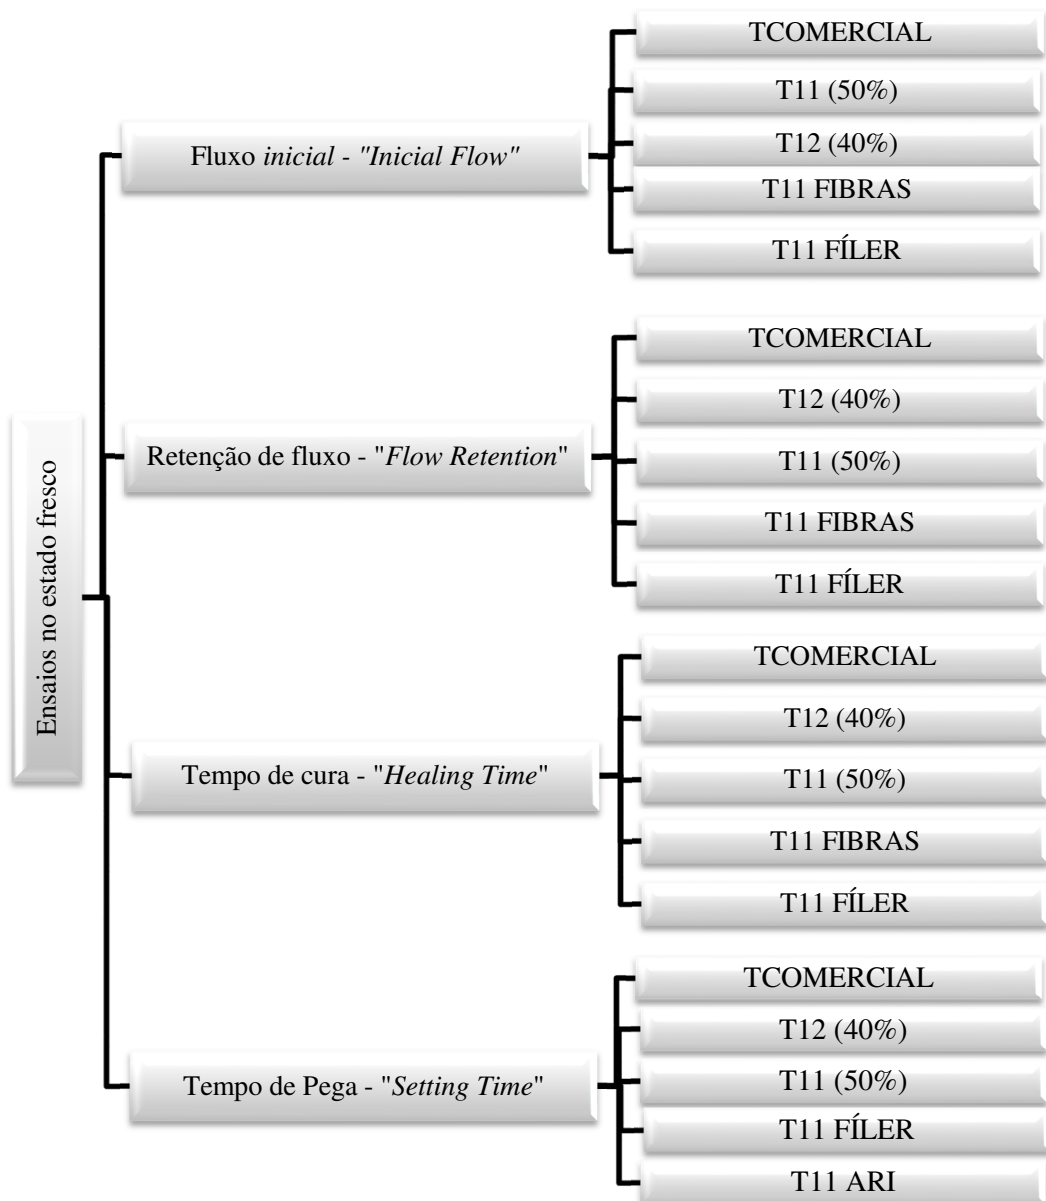 Ensaios no estado fresco
Fluxo inicial - "Inicial Flow"
TCOMERCIAL
T11 (50%)
T12 (40%)
T11 FIBRAS
T11 FÍLER
Retenção de fluxo - "Flow Retention"
TCOMERCIAL
T12 (40%)
T11 (50%)
T11 FIBRAS
T11 FÍLER
Tempo de cura - "Healing Time"
TCOMERCIAL
T12 (40%)
T11 (50%)
T11 FIBRAS
T11 FÍLER
Tempo de Pega - "Setting Time"
TCOMERCIAL
T12 (40%)
T11 (50%)
T11 FÍLER
T11 ARI